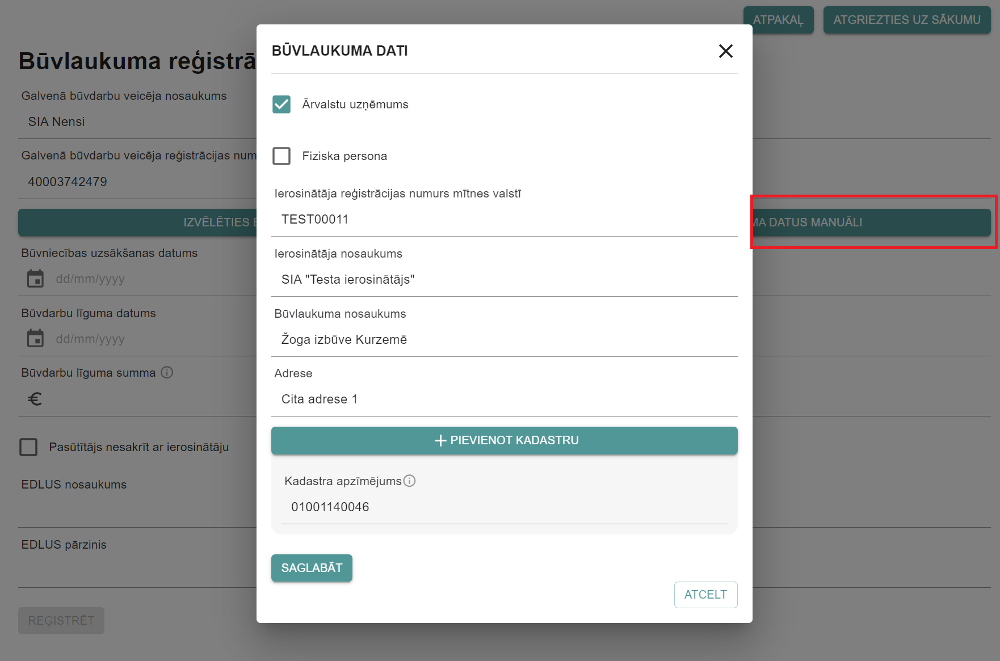 ATPAKAĻ
ATGRIEZTIES UZ SĀKUMU
Būvlaukuma reģistrā
Galvenā būvdarbu veicēja nosaukums
SIA Nensi
Galvenā būvdarbu veicēja reģistrācijas num
40003742479
IZVĒLĒTIES
MA DATUS MANUĀLI
Būvniecības uzsākšanas datums
dd/mm/yyyy
Būvdarbu līguma datums
dd/mm/yyyy
Būvdarbu līguma summa
€
Pasūtītājs nesakrīt ar ierosinātāju
EDLUS nosaukums
EDLUS pārzinis
REĢISTRĒT
BŪVLAUKUMA DATI
Ārvalstu uzņēmums
Fiziska persona
Ierosinātāja reģistrācijas numurs mītnes valstī
TEST00011
Ierosinātāja nosaukums
SIA "Testa ierosinātājs"
Būvlaukuma nosaukums
Žoga izbūve Kurzemē
Adrese
Cita adrese 1
+ PIEVIENOT KADASTRU
Kadastra apzīmējums
01001140046
SAGLABĀT
ATCELT